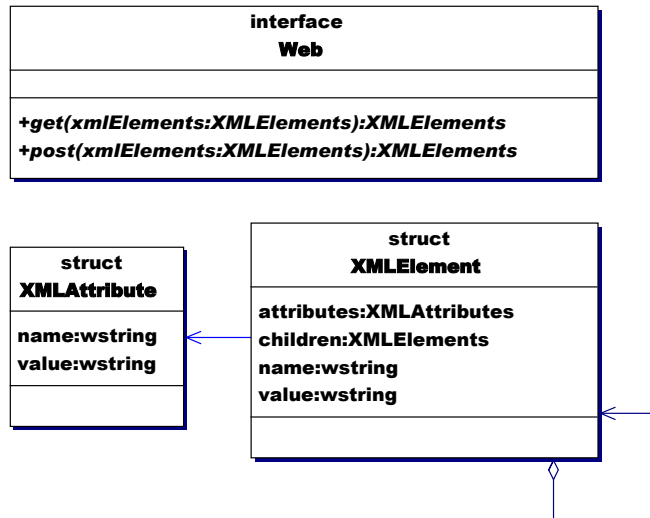 interface
Web
+get(xmlElements:XMLElements):XMLElements
+post(xmlElements:XMLElements):XMLElements
struct
XMLAttribute
name:wstring
value:wstring
struct
XMLElement
attributes:XMLAttributes
children:XMLElements
name:wstring
value:wstring